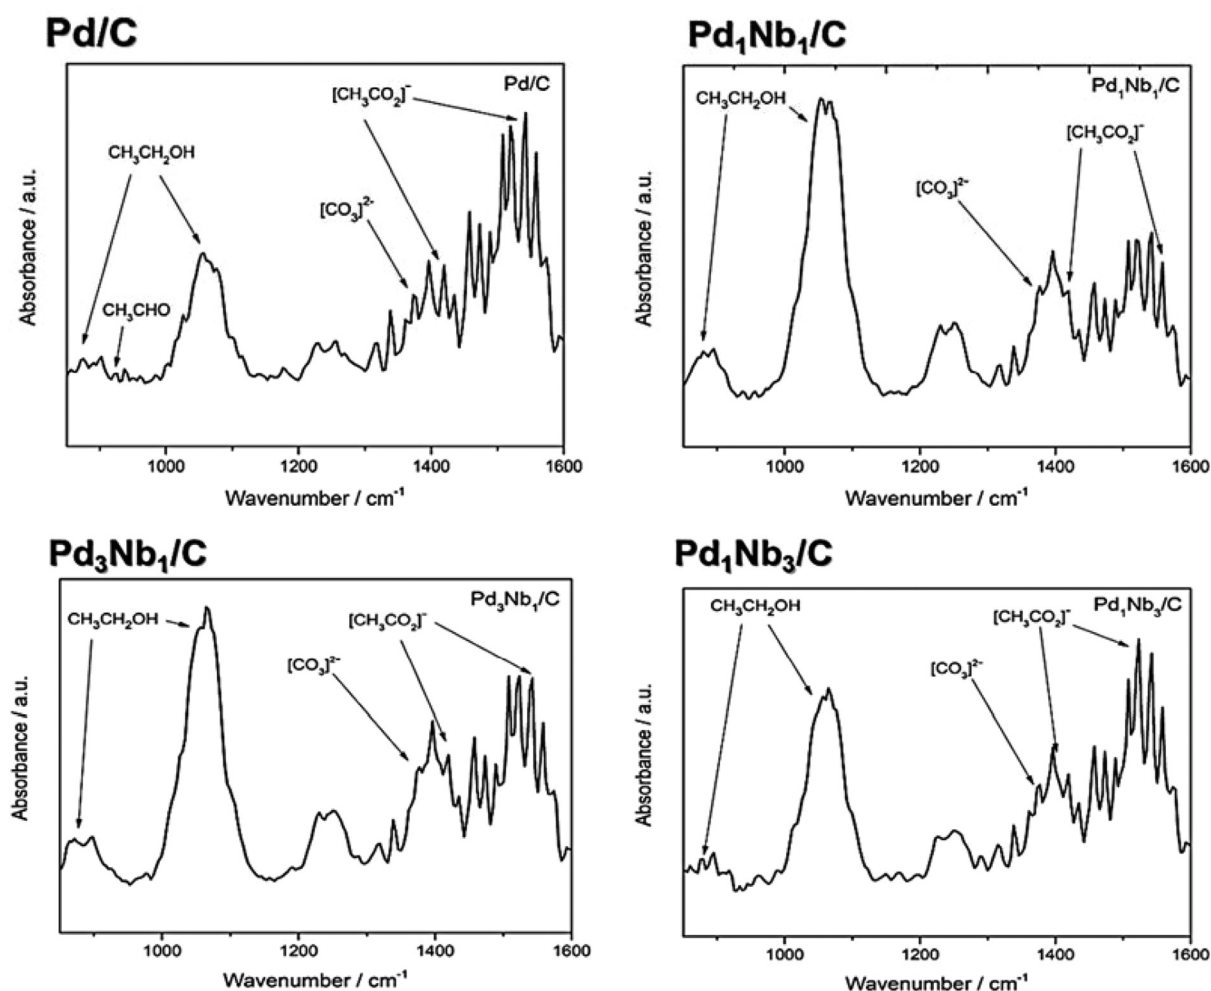 Pd/C
Pd/C
[CH₃CO₂]⁻
CH₃CH₂OH
[CO₃]²⁻
CH₃CHO
Absorbance / a.u.
1000 1200 1400 1600
Wavenumber / cm⁻¹
Pd₁Nb₁/C
Pd₁Nb₁/C
CH₃CH₂OH
[CH₃CO₂]⁻
[CO₃]²⁻
Absorbance / a.u.
1000 1200 1400 1600
Wavenumber / cm⁻¹
Pd₃Nb₁/C
Pd₃Nb₁/C
CH₃CH₂OH
[CH₃CO₂]⁻
[CO₃]²⁻
Absorbance / a.u.
1000 1200 1400 1600
Wavenumber / cm⁻¹
Pd₁Nb₃/C
Pd₁Nb₃/C
CH₃CH₂OH
[CH₃CO₂]⁻
[CO₃]²⁻
Absorbance / a.u.
1000 1200 1400 1600
Wavenumber / cm⁻¹